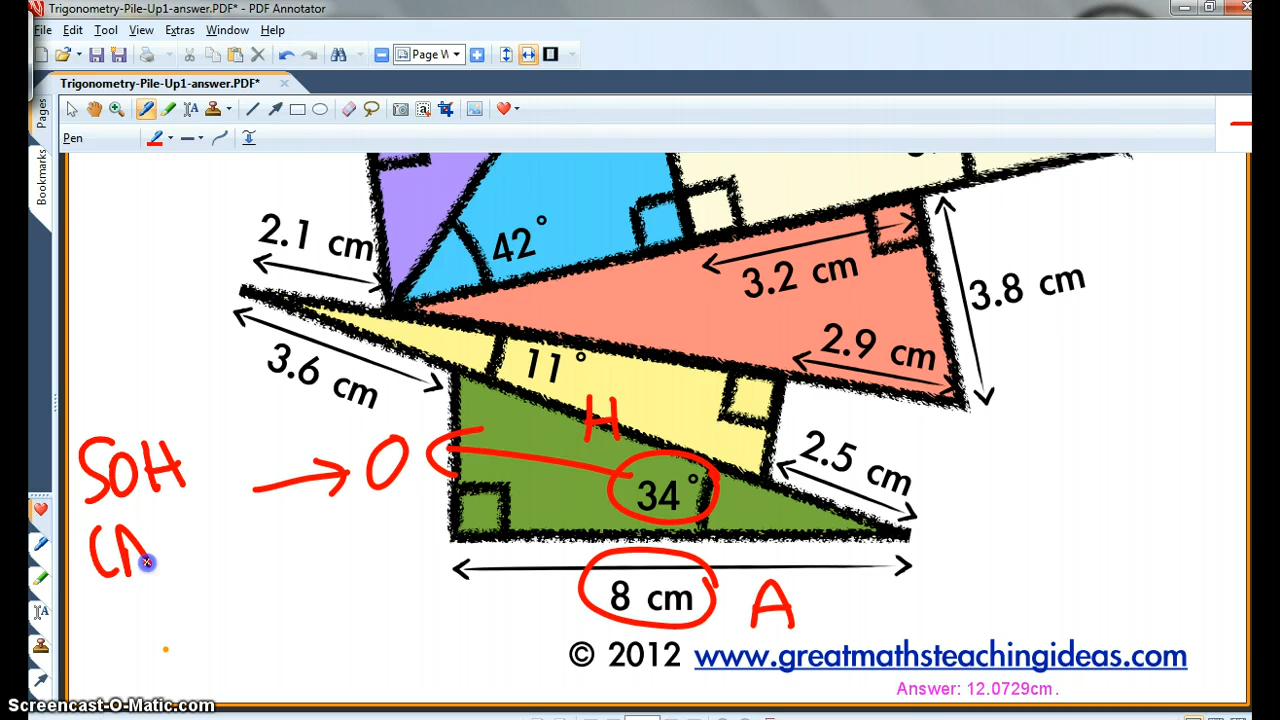 Trigonometry-Pile-Up1-answer.PDF* - PDF Annotator
File Edit Tool View Extras Window Help
Page W
Trigonometry-Pile-Up1-answer.PDF*
Pen
Pages
Bookmarks
2.1 cm
42°
3.2 cm
3.8 cm
2.9 cm
11°
3.6 cm
H
2.5 cm
SOH
O
34°
CA
8 cm
A
© 2012 www.greatmathsteachingideas.com
Answer: 12.0729cm.
Screencast-O-Matic.com